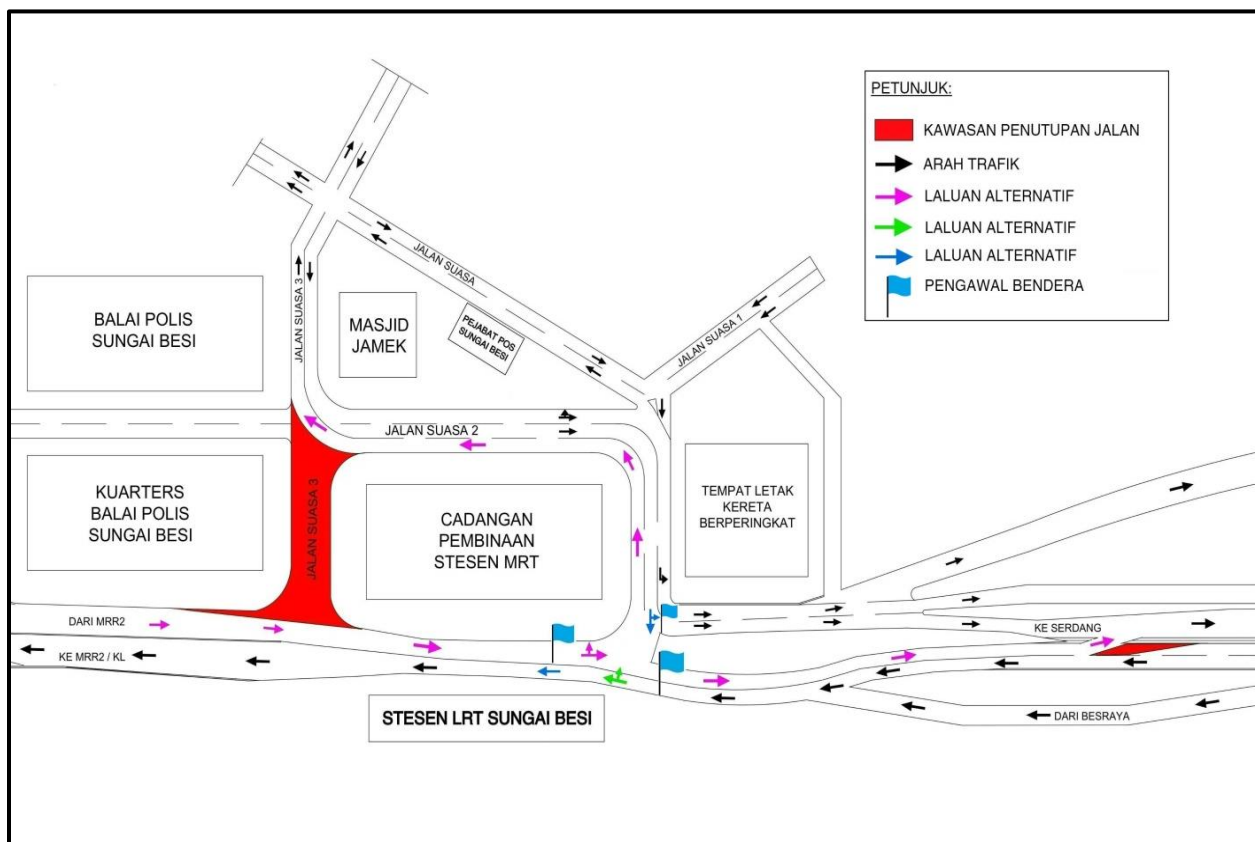 PETUNJUK:
KAWASAN PENUTUPAN JALAN
ARAH TRAFIK
LALUAN ALTERNATIF
LALUAN ALTERNATIF
LALUAN ALTERNATIF
PENGAWAL BENDERA
JALAN SUASA
JALAN SUASA 3
BALAI POLIS
SUNGAI BESI
MASJID
JAMEK
PEJABAT POS
SUNGAI BESI
JALAN SUASA 1
JALAN SUASA 2
KUARTERS
BALAI POLIS
SUNGAI BESI
JALAN SUASA 3
CADANGAN
PEMBINAAN
STESEN MRT
TEMPAT LETAK
KERETA
BERPERINGKAT
DARI MRR2
KE SERDANG
KE MRR2 / KL
STESEN LRT SUNGAI BESI
DARI BESRAYA